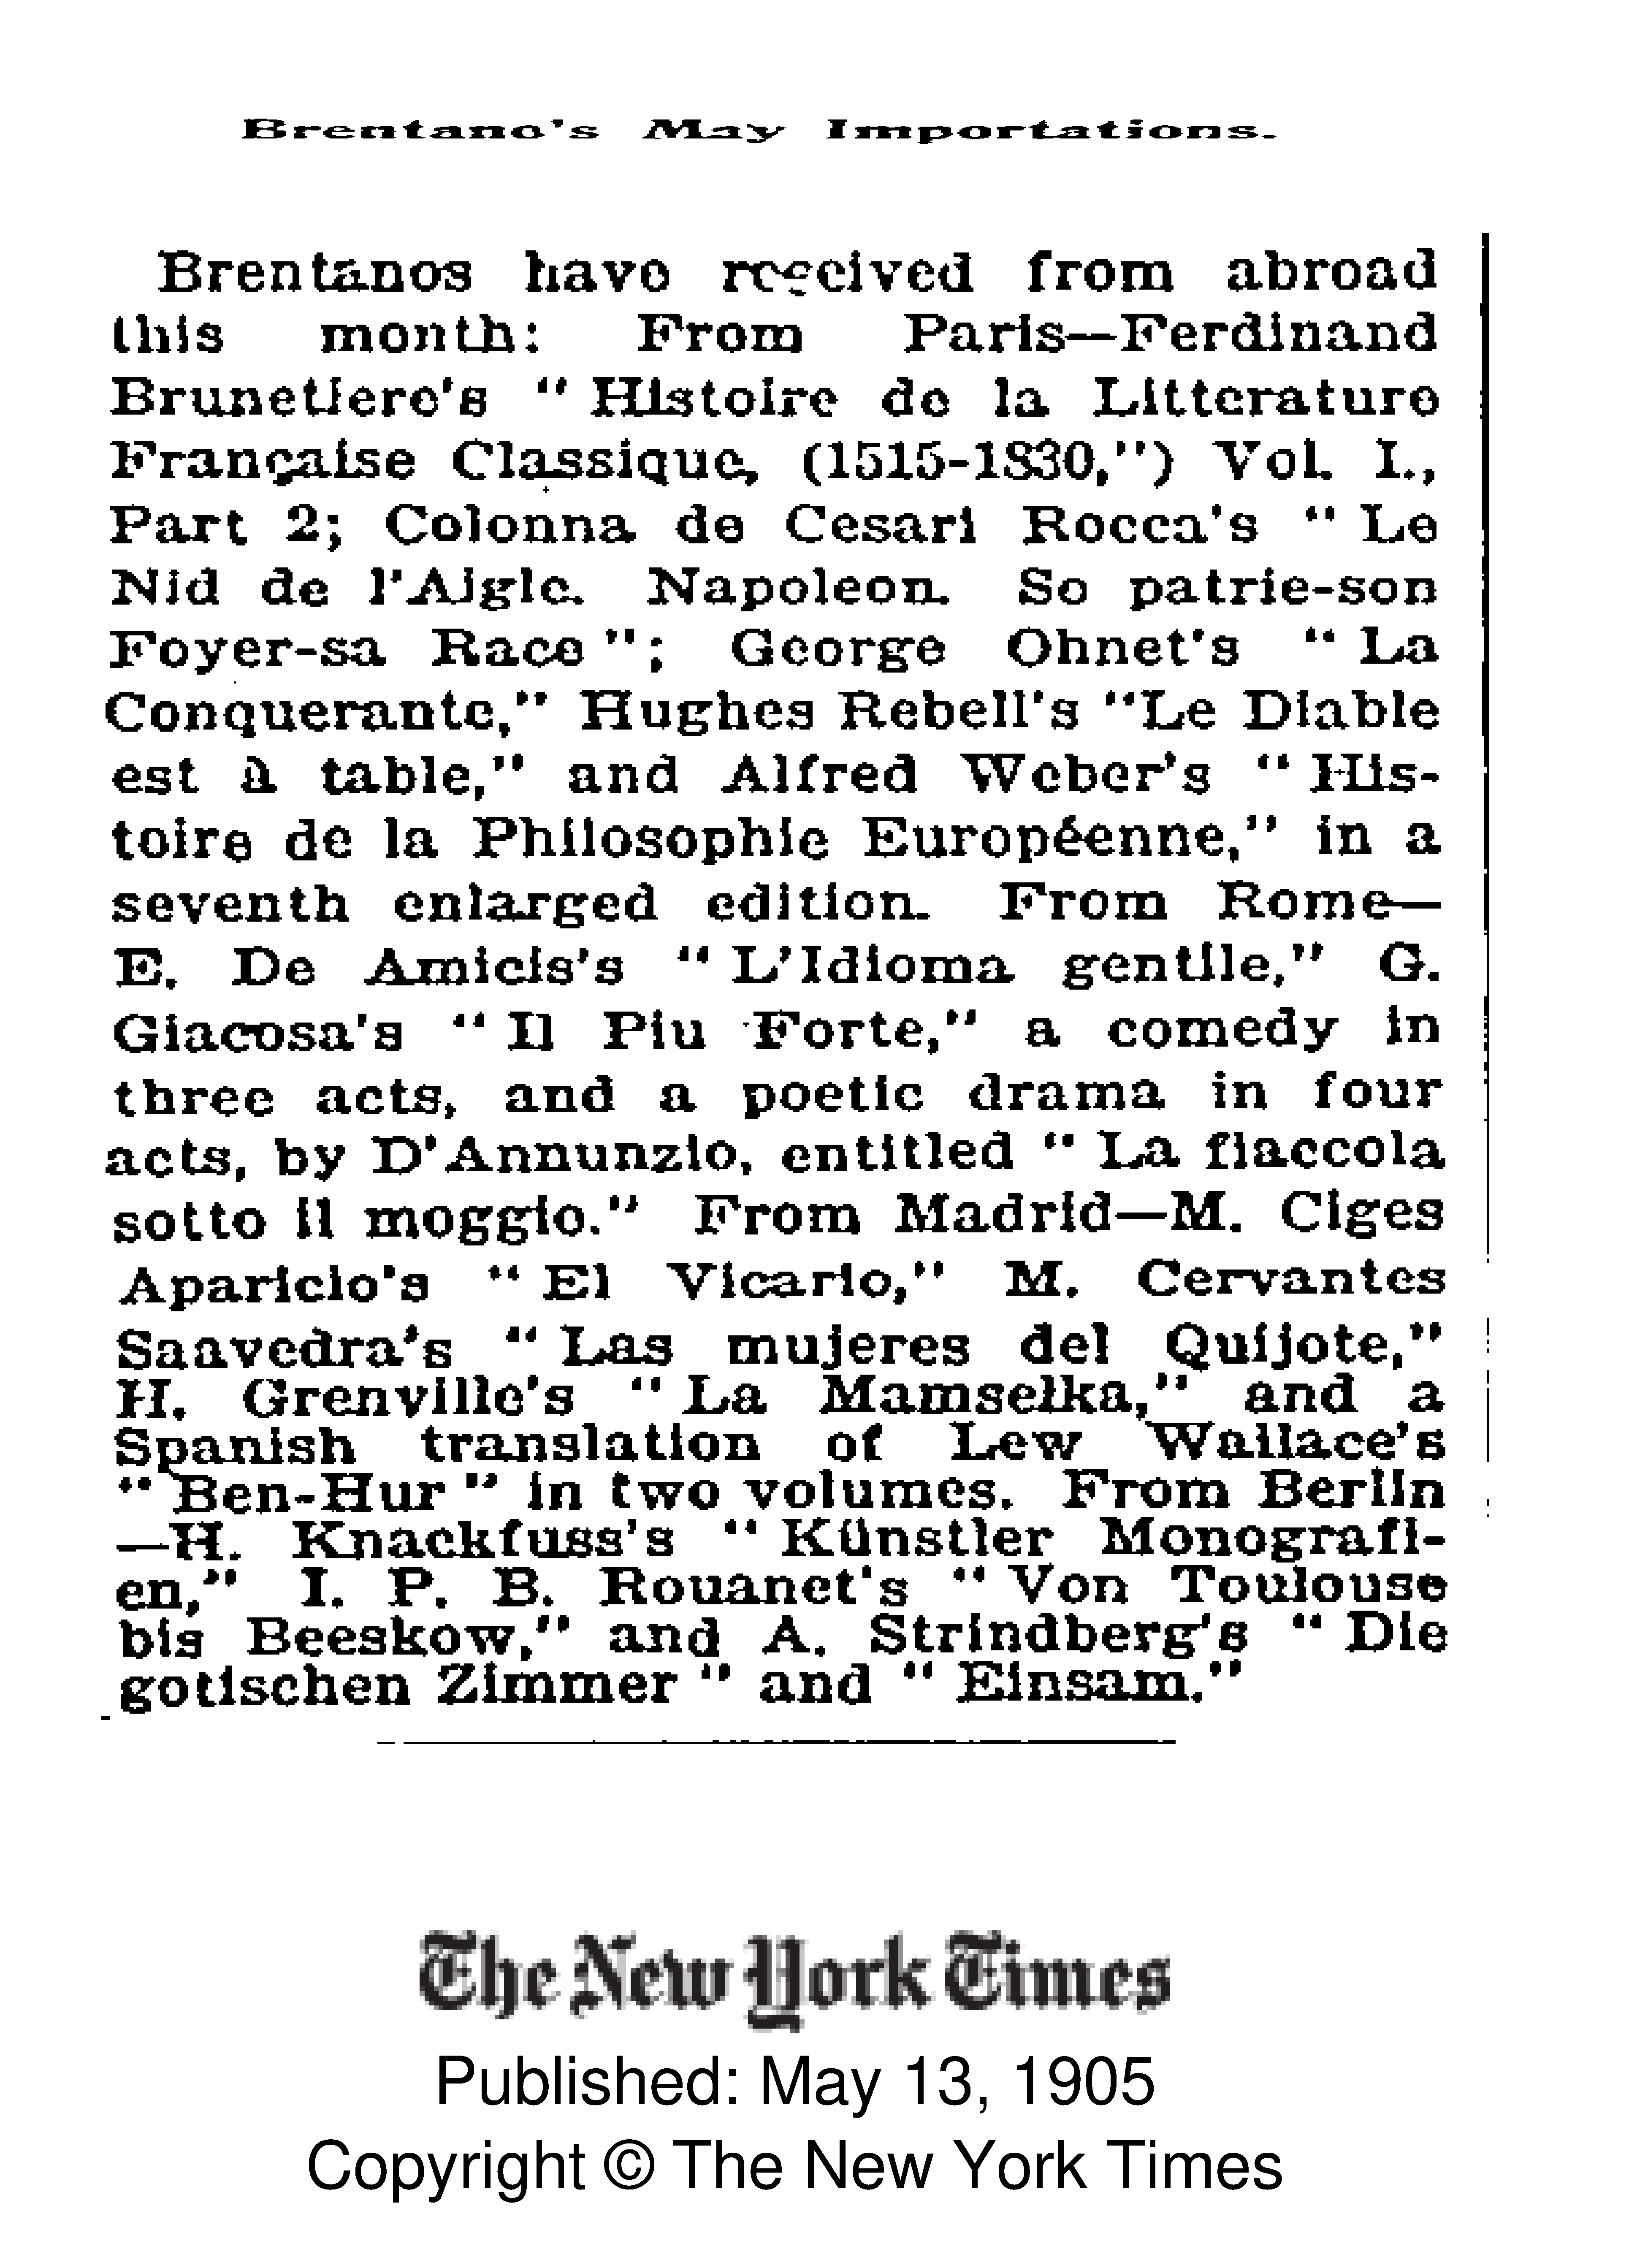 Brentano's May Importations.
Brentanos have received from abroad
this month: From Paris—Ferdinand
Brunetiere's "Histoire de la Litterature
Française Classique, (1515-1830,") Vol. I.,
Part 2; Colonna de Cesari Rocca's "Le
Nid de l'Aigle. Napoleon. So patrie-son
Foyer-sa Race"; George Ohnet's "La
Conquerante," Hughes Rebell's "Le Diable
est à table," and Alfred Weber's "His-
toire de la Philosophie Européenne," in a
seventh enlarged edition. From Rome—
E. De Amicis's "L'Idioma gentile," G.
Giacosa's "Il Piu Forte," a comedy in
three acts, and a poetic drama in four
acts, by D'Annunzio, entitled "La fiaccola
sotto il moggio." From Madrid—M. Ciges
Aparicio's "El Vicario," M. Cervantes
Saavedra's "Las mujeres del Quijote,"
H. Grenville's "La Mamselka," and a
Spanish translation of Lew Wallace's
"Ben-Hur" in two volumes. From Berlin
—H. Knackfuss's "Künstler Monografi-
en," I. P. B. Rouanet's "Von Toulouse
bis Beeskow," and A. Strindberg's "Die
gotischen Zimmer" and "Einsam."
The New York Times
Published: May 13, 1905
Copyright © The New York Times